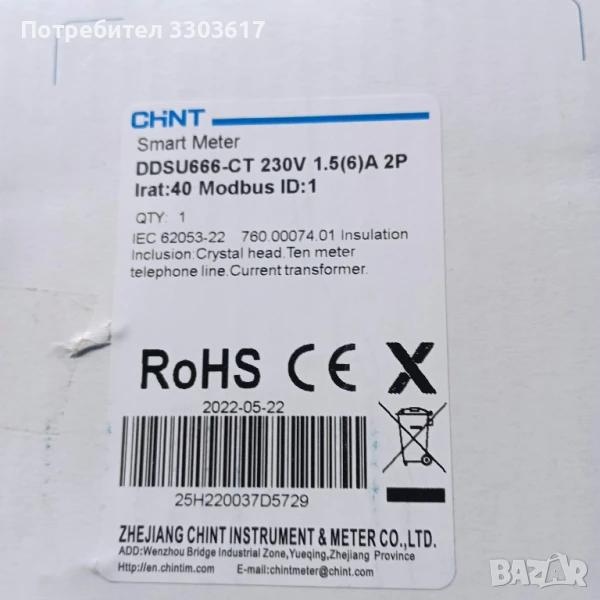 Потребител 3303617
CHiNT
Smart Meter
DDSU666-CT 230V 1.5(6)A 2P
Irat:40 Modbus ID:1
QTY: 1
IEC 62053-22 760.00074.01 Insulation
Inclusion:Crystal head.Ten meter
telephone line.Current transformer.
RoHS CE X
2022-05-22
25H220037D5729
ZHEJIANG CHINT INSTRUMENT & METER CO.,LTD.
ADD:Wenzhou Bridge Industrial Zone,Yueqing,Zhejiang Province
Http://en.chintim.com E-mail:chintmeter@chint.com
BAZAR